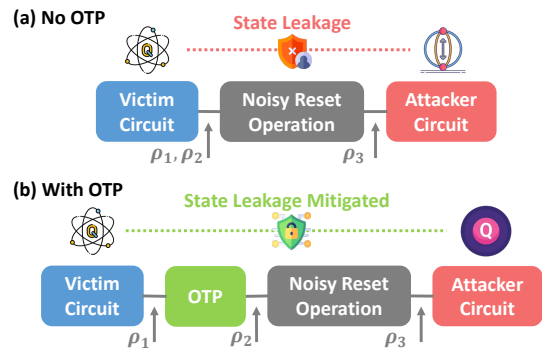 (a) No OTP
State Leakage
Q
Victim Circuit
Noisy Reset Operation
Attacker Circuit
ρ₁, ρ₂
ρ₃
(b) With OTP
State Leakage Mitigated
Q
Q
Victim Circuit
OTP
Noisy Reset Operation
Attacker Circuit
ρ₁
ρ₂
ρ₃